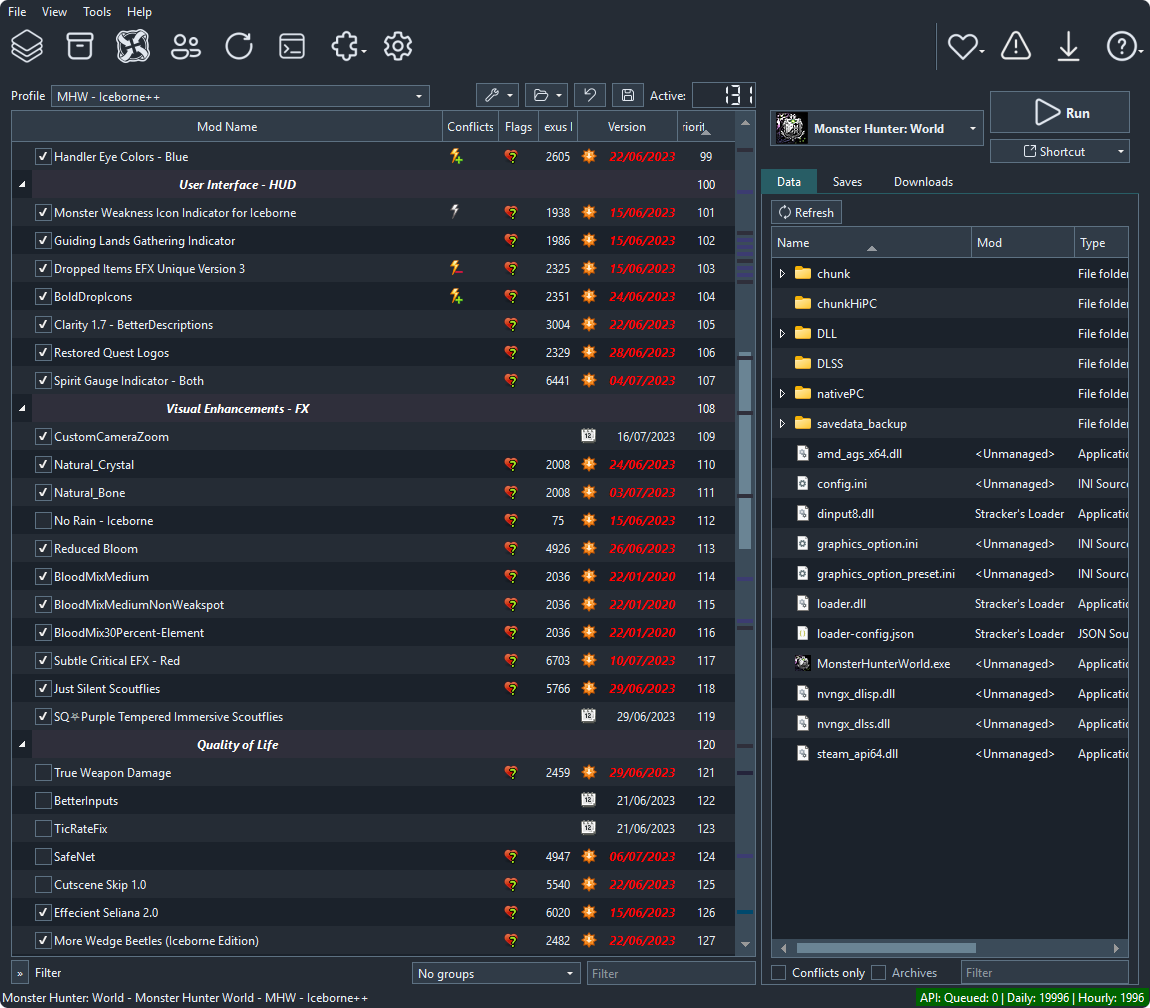 File View Tools Help
Profile MHW - Iceborne++ Active: 131
Mod Name Conflicts Flags exus I Version riorit
Handler Eye Colors - Blue 2605 22/06/2023 99
User Interface - HUD 100
Monster Weakness Icon Indicator for Iceborne 1938 15/06/2023 101
Guiding Lands Gathering Indicator 1986 15/06/2023 102
Dropped Items EFX Unique Version 3 2325 15/06/2023 103
BoldDropIcons 2351 24/06/2023 104
Clarity 1.7 - BetterDescriptions 3004 22/06/2023 105
Restored Quest Logos 2329 28/06/2023 106
Spirit Gauge Indicator - Both 6441 04/07/2023 107
Visual Enhancements - FX 108
CustomCameraZoom 16/07/2023 109
Natural_Crystal 2008 24/06/2023 110
Natural_Bone 2008 03/07/2023 111
No Rain - Iceborne 75 15/06/2023 112
Reduced Bloom 4926 26/06/2023 113
BloodMixMedium 2036 22/01/2020 114
BloodMixMediumNonWeakspot 2036 22/01/2020 115
BloodMix30Percent-Element 2036 22/01/2020 116
Subtle Critical EFX - Red 6703 10/07/2023 117
Just Silent Scoutflies 5766 29/06/2023 118
SQ⛧Purple Tempered Immersive Scoutflies 29/06/2023 119
Quality of Life 120
True Weapon Damage 2459 29/06/2023 121
BetterInputs 21/06/2023 122
TicRateFix 21/06/2023 123
SafeNet 4947 06/07/2023 124
Cutscene Skip 1.0 5540 22/06/2023 125
Effecient Seliana 2.0 6020 15/06/2023 126
More Wedge Beetles (Iceborne Edition) 2482 22/06/2023 127
» Filter No groups Filter
Monster Hunter: World Run
Shortcut
Data Saves Downloads
Refresh
Name Mod Type
chunk File folder
chunkHiPC File folder
DLL File folder
DLSS File folder
nativePC File folder
savedata_backup File folder
amd_ags_x64.dll <Unmanaged> Applicatic
config.ini <Unmanaged> INI Sourc
dinput8.dll Stracker's Loader Applicatic
graphics_option.ini <Unmanaged> INI Sourc
graphics_option_preset.ini <Unmanaged> INI Sourc
loader.dll Stracker's Loader Applicatic
loader-config.json Stracker's Loader JSON Sou
MonsterHunterWorld.exe <Unmanaged> Applicatic
nvngx_dlisp.dll <Unmanaged> Applicatic
nvngx_dlss.dll <Unmanaged> Applicatic
steam_api64.dll <Unmanaged> Applicatic
Conflicts only Archives Filter
Monster Hunter: World - Monster Hunter World - MHW - Iceborne++ API: Queued: 0 | Daily: 19996 | Hourly: 1996